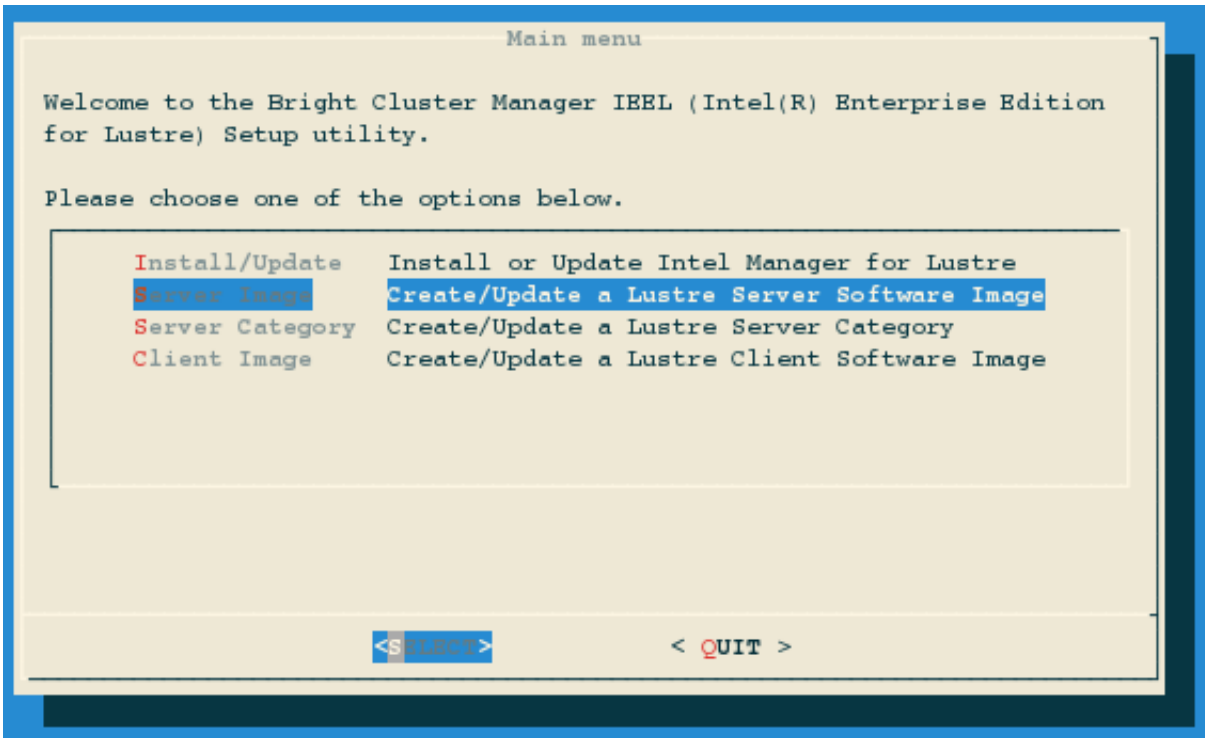 Main menu
Welcome to the Bright Cluster Manager IEEL (Intel(R) Enterprise Edition
for Lustre) Setup utility.
Please choose one of the options below.
Install/Update Install or Update Intel Manager for Lustre
Server Image Create/Update a Lustre Server Software Image
Server Category Create/Update a Lustre Server Category
Client Image Create/Update a Lustre Client Software Image
<SELECT> < QUIT >